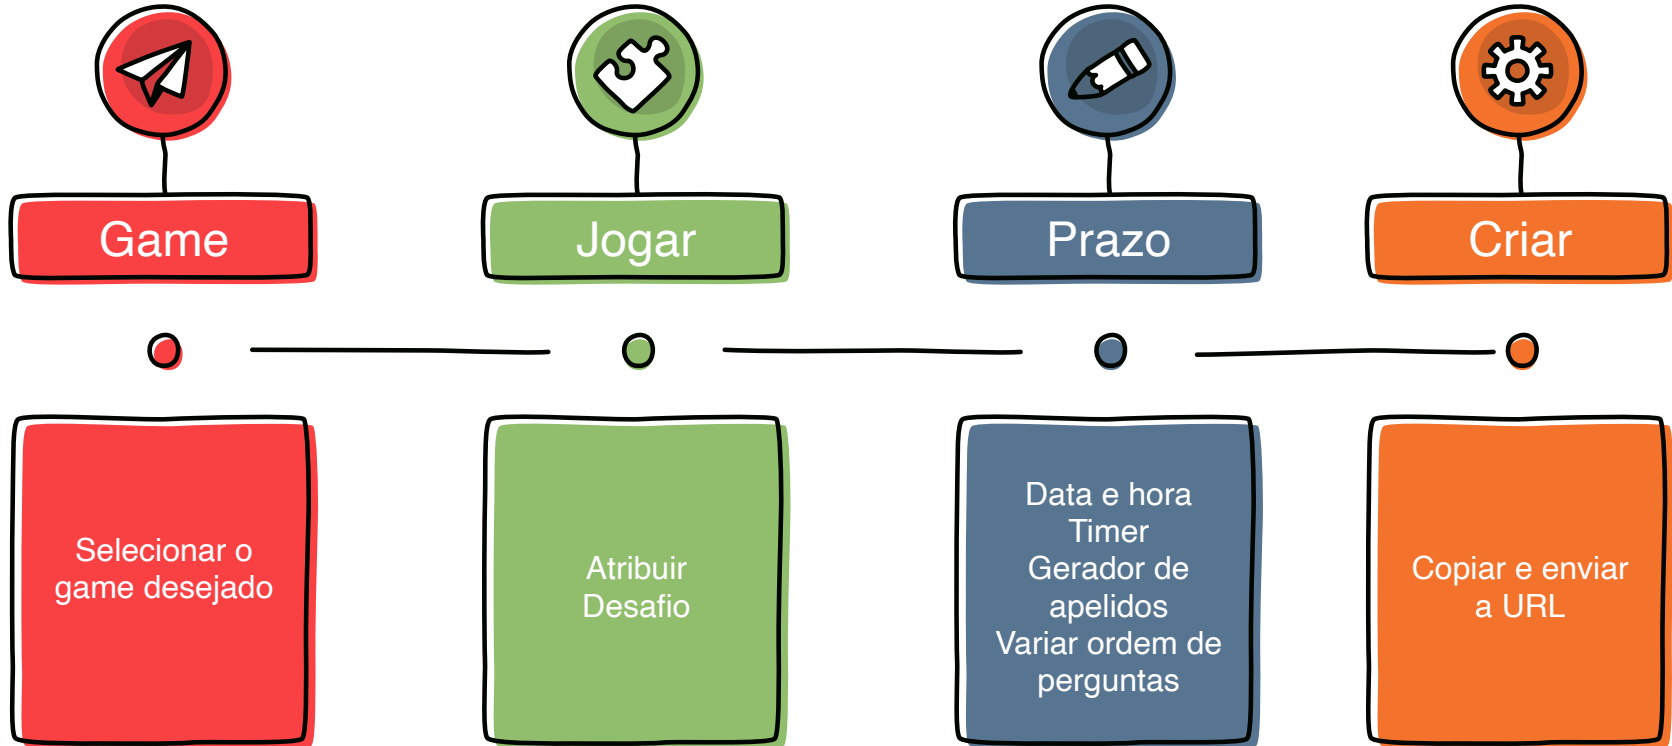 Game
Jogar
Prazo
Criar
Selecionar o
game desejado
Atribuir
Desafio
Data e hora
Timer
Gerador de
apelidos
Variar ordem de
perguntas
Copiar e enviar
a URL